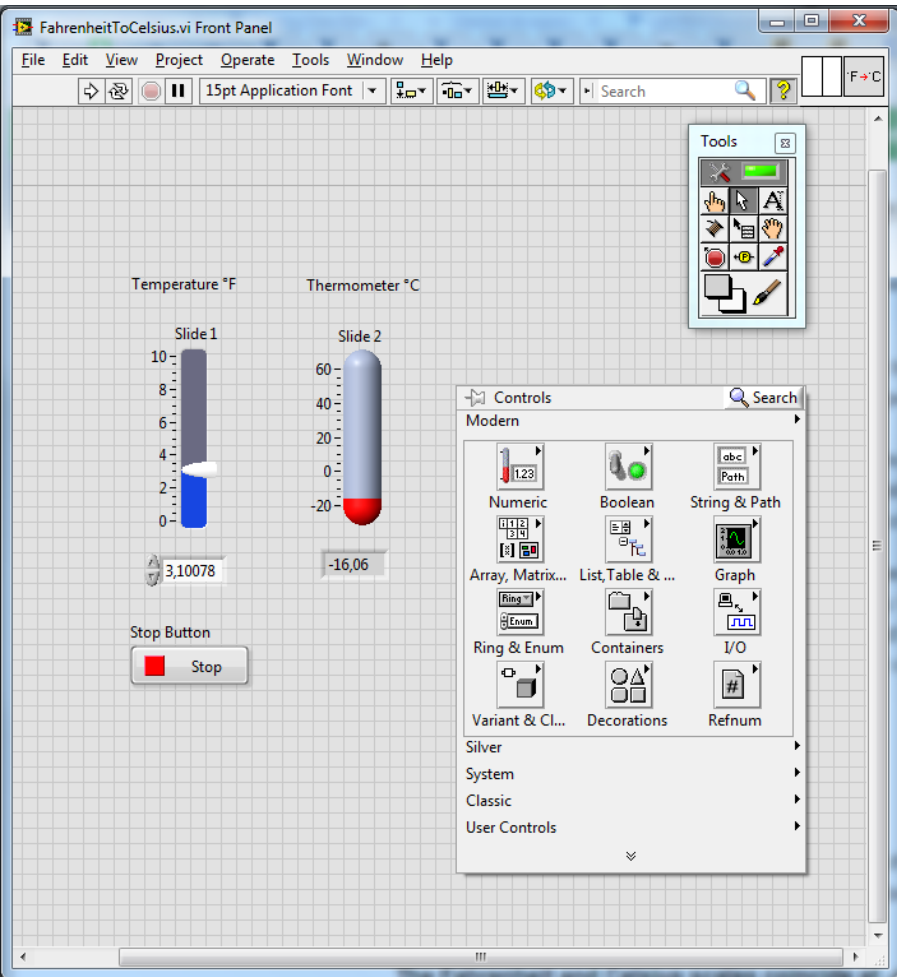 FahrenheitToCelsius.vi Front Panel
File Edit View Project Operate Tools Window Help
15pt Application Font Search ? °F→°C
Tools
A
P
Temperature °F Thermometer °C
Slide 1 Slide 2
10
8
6
4
2
0
60
40
20
0
-20
3,10078 -16,06
Stop Button
Stop
Controls Search
Modern
1.23 abc
Path
Numeric Boolean String & Path
Array, Matrix... List, Table & ... Graph
Ring
Enum
Ring & Enum Containers I/O
#
Variant & Cl... Decorations Refnum
Silver
System
Classic
User Controls